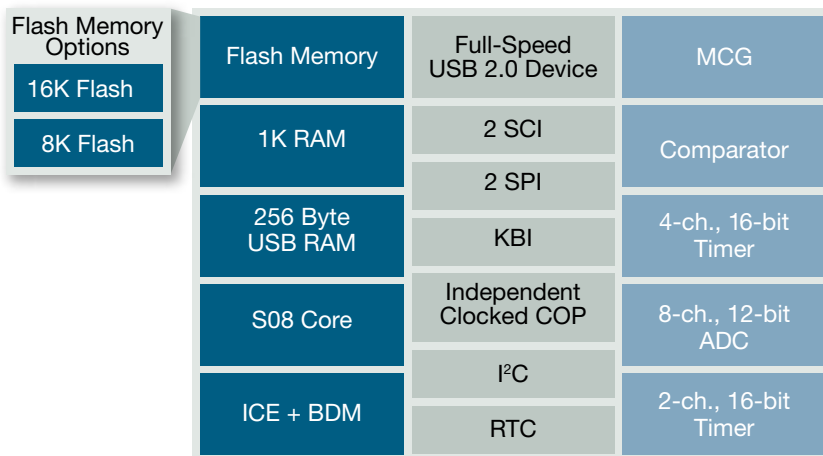 Flash Memory
Options
16K Flash
8K Flash
Flash Memory
1K RAM
256 Byte
USB RAM
S08 Core
ICE + BDM
Full-Speed
USB 2.0 Device
2 SCI
2 SPI
KBI
Independent
Clocked COP
I²C
RTC
MCG
Comparator
4-ch., 16-bit
Timer
8-ch., 12-bit
ADC
2-ch., 16-bit
Timer